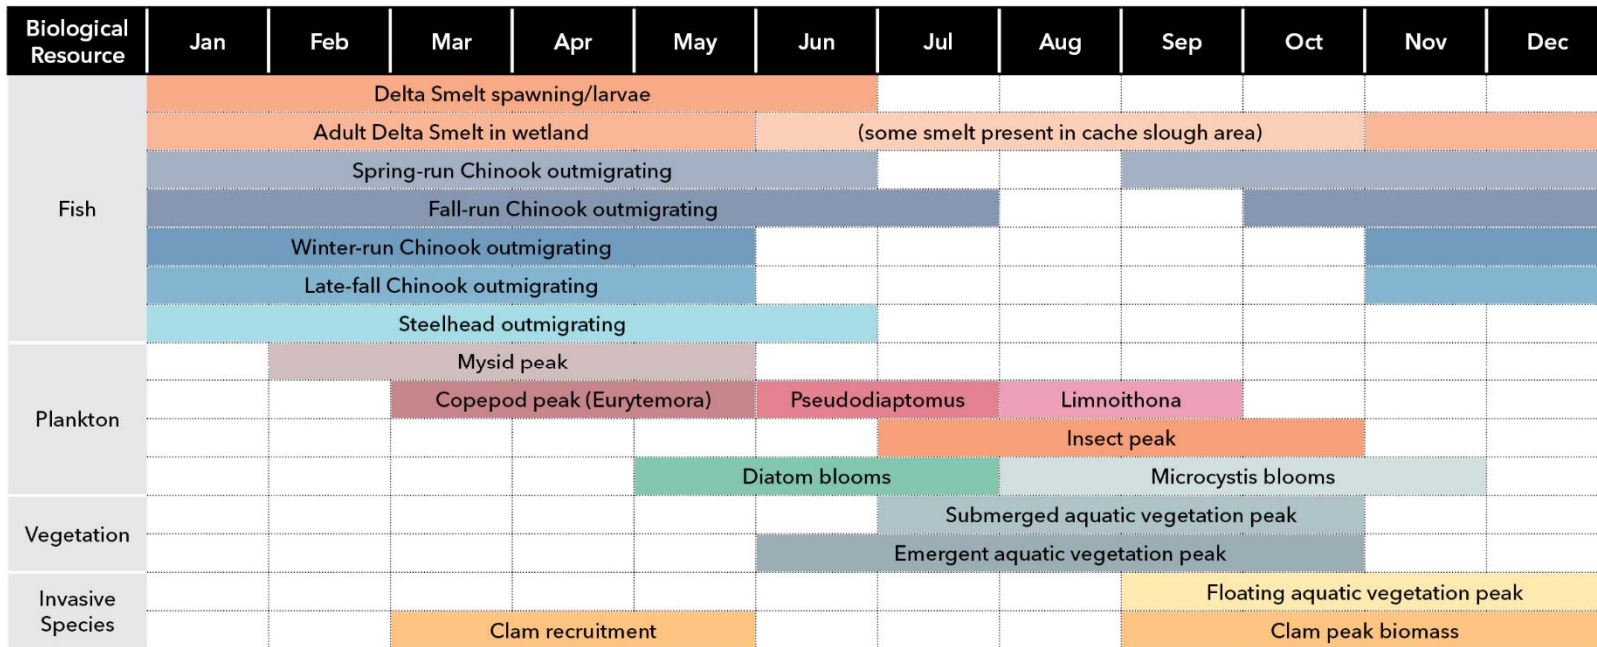 Biological
Resource
Jan Feb Mar Apr May Jun Jul Aug Sep Oct Nov Dec
Fish
Delta Smelt spawning/larvae
Adult Delta Smelt in wetland (some smelt present in cache slough area)
Spring-run Chinook outmigrating
Fall-run Chinook outmigrating
Winter-run Chinook outmigrating
Late-fall Chinook outmigrating
Steelhead outmigrating
Plankton
Mysid peak
Copepod peak (Eurytemora) Pseudodiaptomus Limnoithona
Insect peak
Diatom blooms Microcystis blooms
Vegetation
Submerged aquatic vegetation peak
Emergent aquatic vegetation peak
Invasive
Species
Floating aquatic vegetation peak
Clam recruitment Clam peak biomass